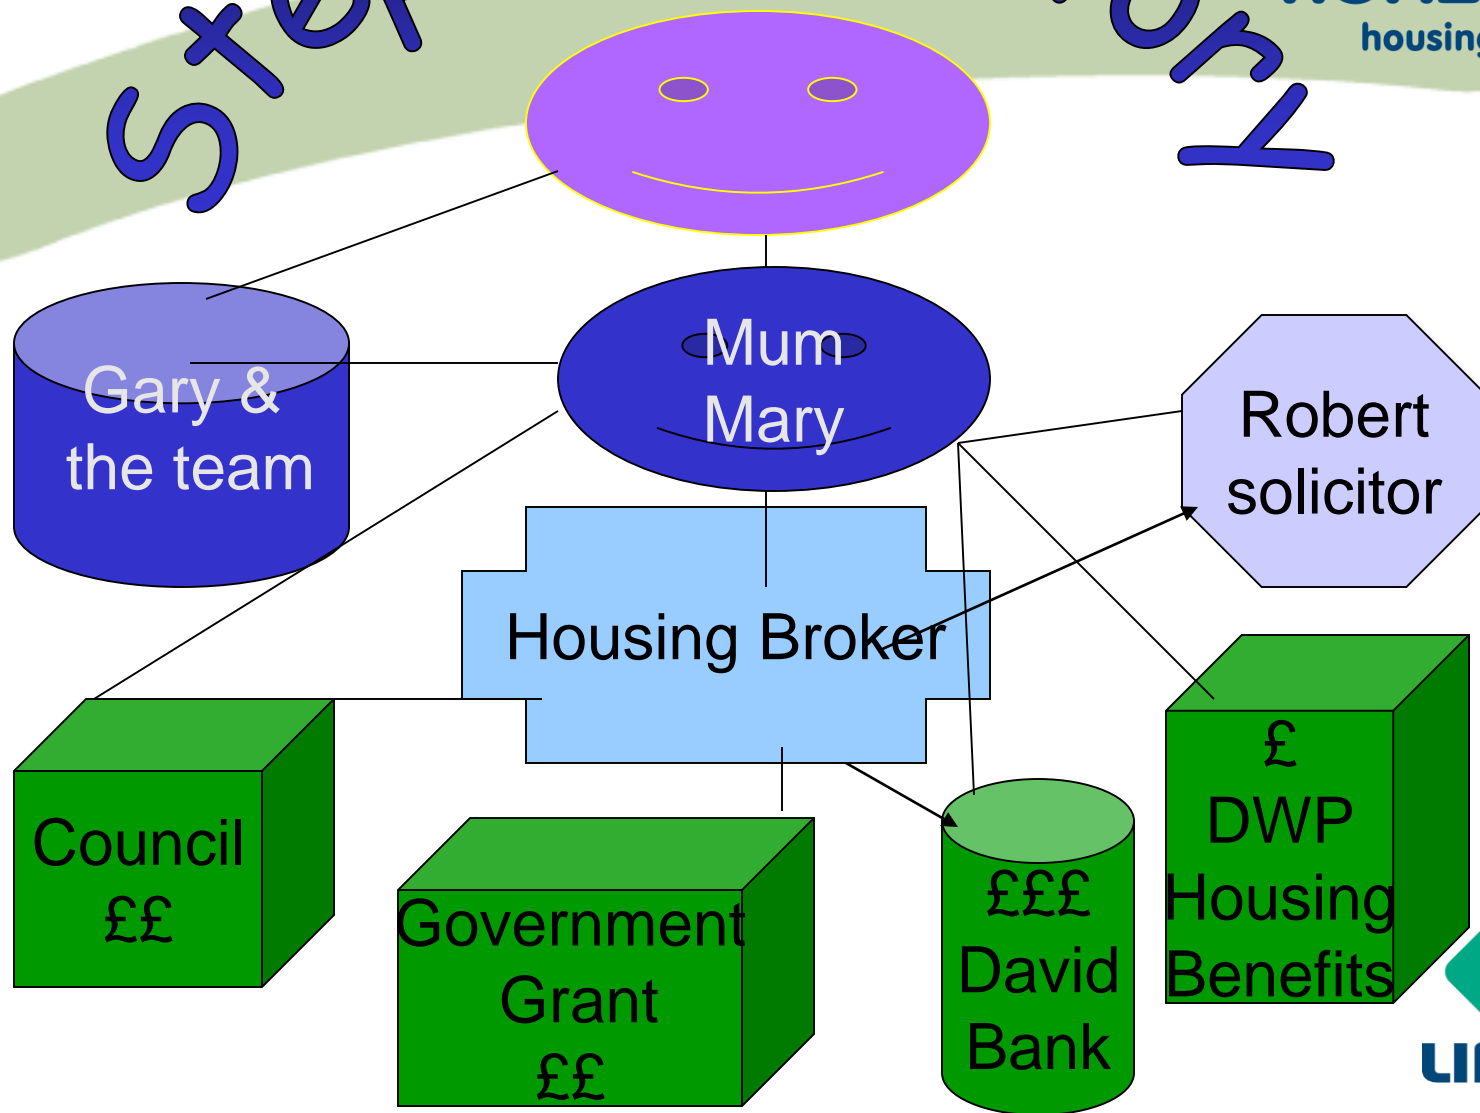 housing
Mum
Mary
Gary &
the team
Robert
solicitor
Housing Broker
Council
££
Government
Grant
££
£££
David
Bank
£
DWP
Housing
Benefits